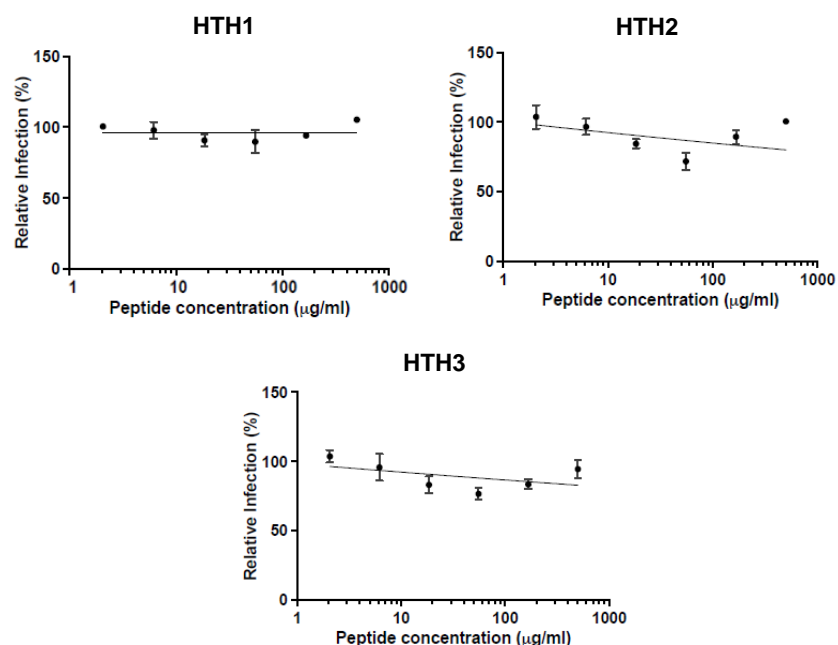 HTH1
150
100
50
0
Relative Infection (%)
1
10
100
1000
Peptide concentration (μg/ml)
HTH2
150
100
50
0
Relative Infection (%)
1
10
100
1000
Peptide concentration (μg/ml)
HTH3
150
100
50
0
Relative Infection (%)
1
10
100
1000
Peptide concentration (μg/ml)